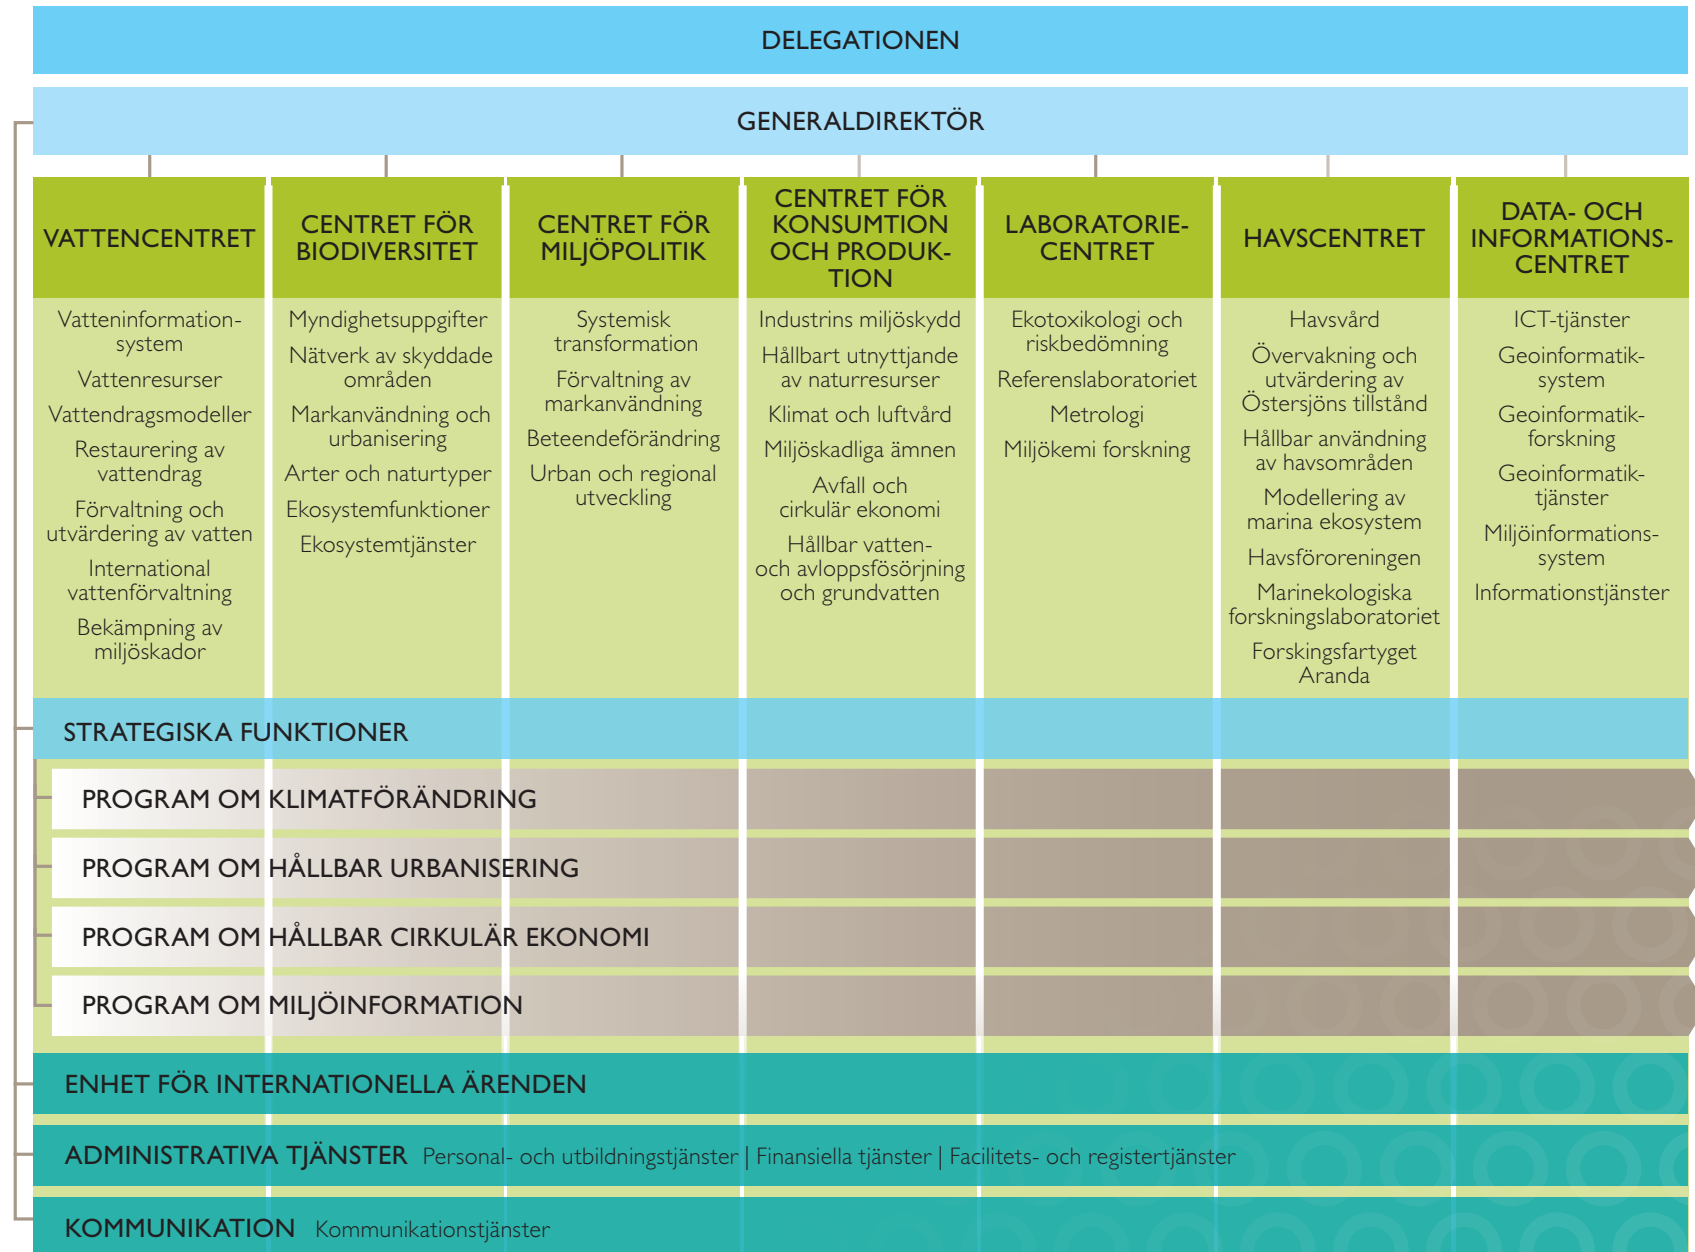 DELEGATIONEN
GENERALDIREKTÖR
VATTENCENTRET
Vatteninformation-
system
Vattenresurser
Vattendragsmodeller
Restaurering av
vattendrag
Förvaltning och
utvärdering av vatten
International
vattenförvaltning
Bekämpning av
miljöskador
CENTRET FÖR
BIODIVERSITET
Myndighetsuppgifter
Nätverk av skyddade
områden
Markanvändning och
urbanisering
Arter och naturtyper
Ekosystemfunktioner
Ekosystemtjänster
CENTRET FÖR
MILJÖPOLITIK
Systemisk
transformation
Förvaltning av
markanvändning
Beteendeförändring
Urban och regional
utveckling
CENTRET FÖR
KONSUMTION
OCH PRODUK-
TION
Industrins miljöskydd
Hållbart utnyttjande
av naturresurser
Klimat och luftvård
Miljöskadliga ämnen
Avfall och
cirkulär ekonomi
Hållbar vatten-
och avloppsfösörjning
och grundvatten
LABORATORIE-
CENTRET
Ekotoxikologi och
riskbedömning
Referenslaboratoriet
Metrologi
Miljökemi forskning
HAVSCENTRET
Havsvård
Övervakning och
utvärdering av
Östersjöns tillstånd
Hållbar användning
av havsområden
Modellering av
marina ekosystem
Havsföroreningen
Marinekologiska
forskningslaboratoriet
Forskingsfartyget
Aranda
DATA- OCH
INFORMATIONS-
CENTRET
ICT-tjänster
Geoinformatik-
system
Geoinformatik-
forskning
Geoinformatik-
tjänster
Miljöinformations-
system
Informationstjänster
STRATEGISKA FUNKTIONER
PROGRAM OM KLIMATFÖRÄNDRING
PROGRAM OM HÅLLBAR URBANISERING
PROGRAM OM HÅLLBAR CIRKULÄR EKONOMI
PROGRAM OM MILJÖINFORMATION
ENHET FÖR INTERNATIONELLA ÄRENDEN
ADMINISTRATIVA TJÄNSTER Personal- och utbildningstjänster | Finansiella tjänster | Facilitets- och registertjänster
KOMMUNIKATION Kommunikationstjänster